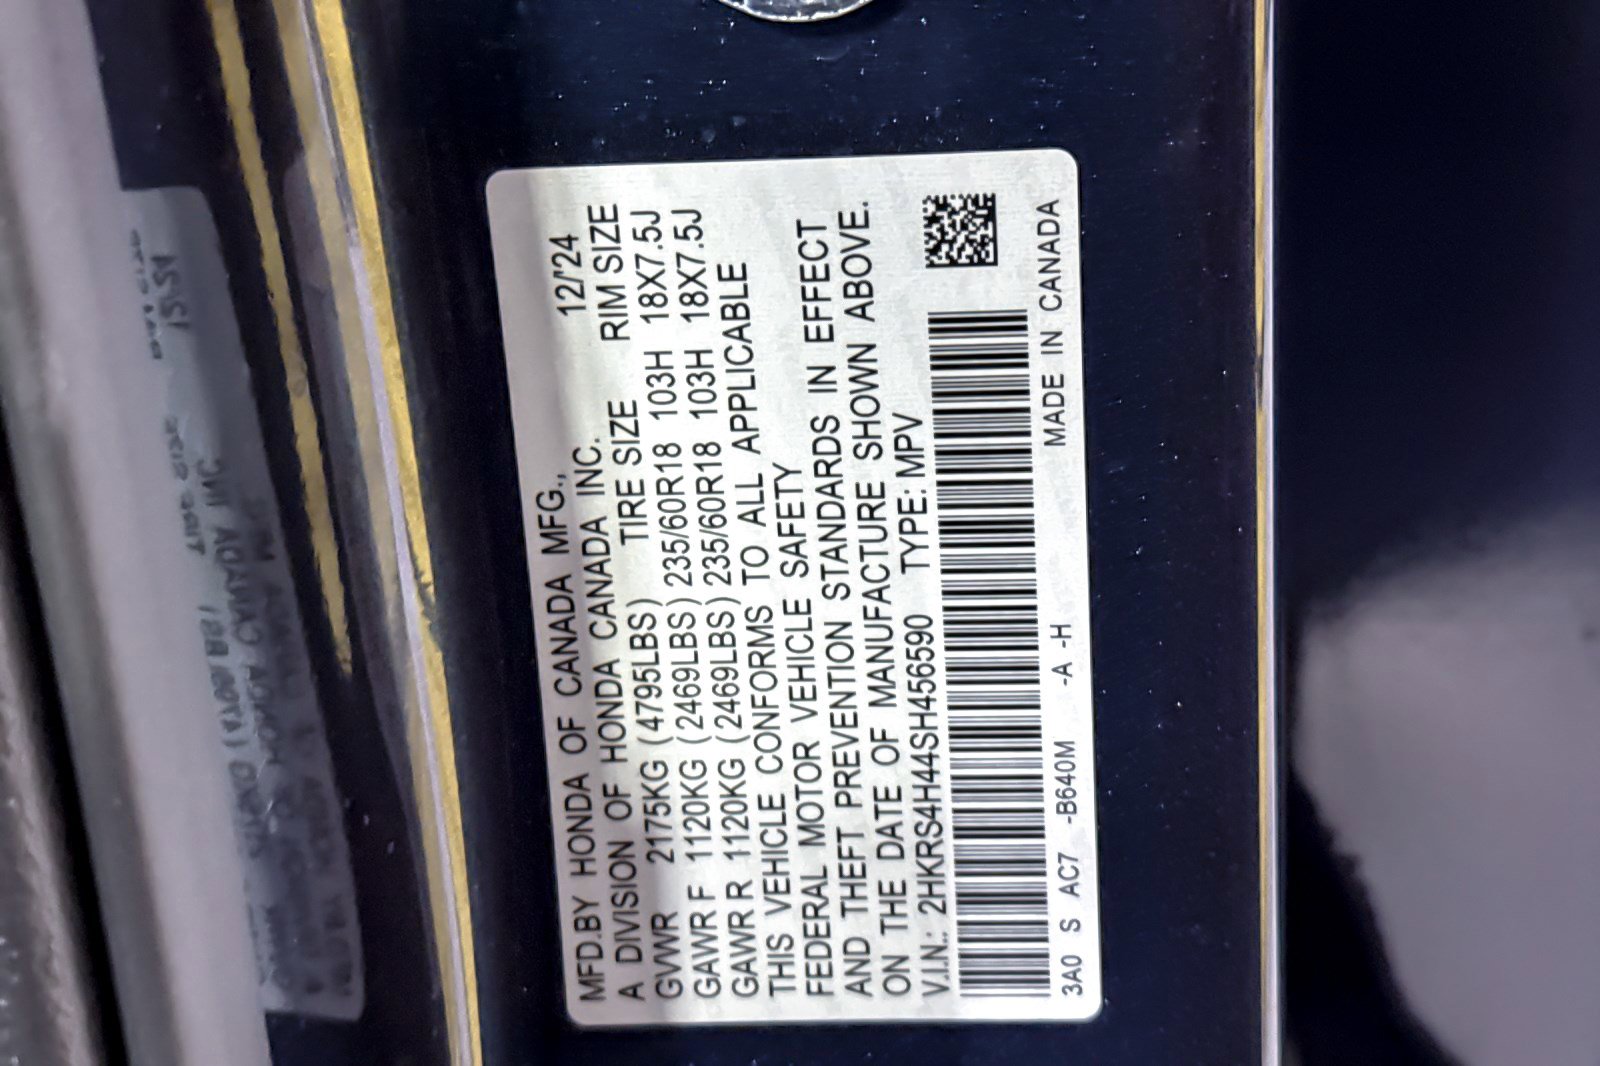 MFD.BY HONDA OF CANADA MFG., 12/'24
A DIVISION OF HONDA CANADA INC.
GVWR 2175KG (4795LBS) TIRE SIZE RIM SIZE
GAWR F 1120KG (2469LBS) 235/60R18 103H 18X7.5J
GAWR R 1120KG (2469LBS) 235/60R18 103H 18X7.5J
THIS VEHICLE CONFORMS TO ALL APPLICABLE
FEDERAL MOTOR VEHICLE SAFETY
AND THEFT PREVENTION STANDARDS IN EFFECT
ON THE DATE OF MANUFACTURE SHOWN ABOVE.
V.I.N.: 2HKRS4H44SH456590 TYPE: MPV
3A0 S AC7 -B640M -A -H MADE IN CANADA